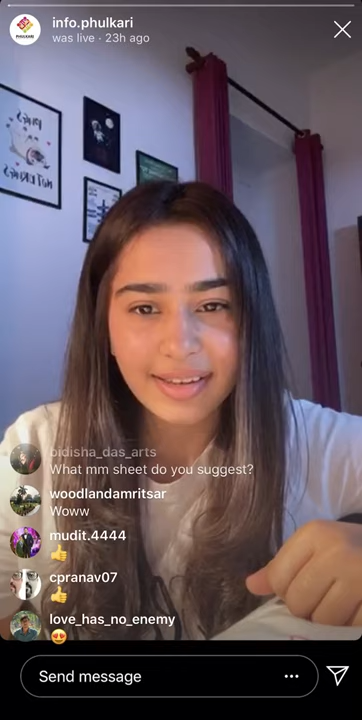 info.phulkari
was live · 23h ago
PHULKARI
bidisha_das_arts
What mm sheet do you suggest?
woodlandamritsar
Woww
mudit.4444
👍
cpranav07
👍
love_has_no_enemy
😍
Send message